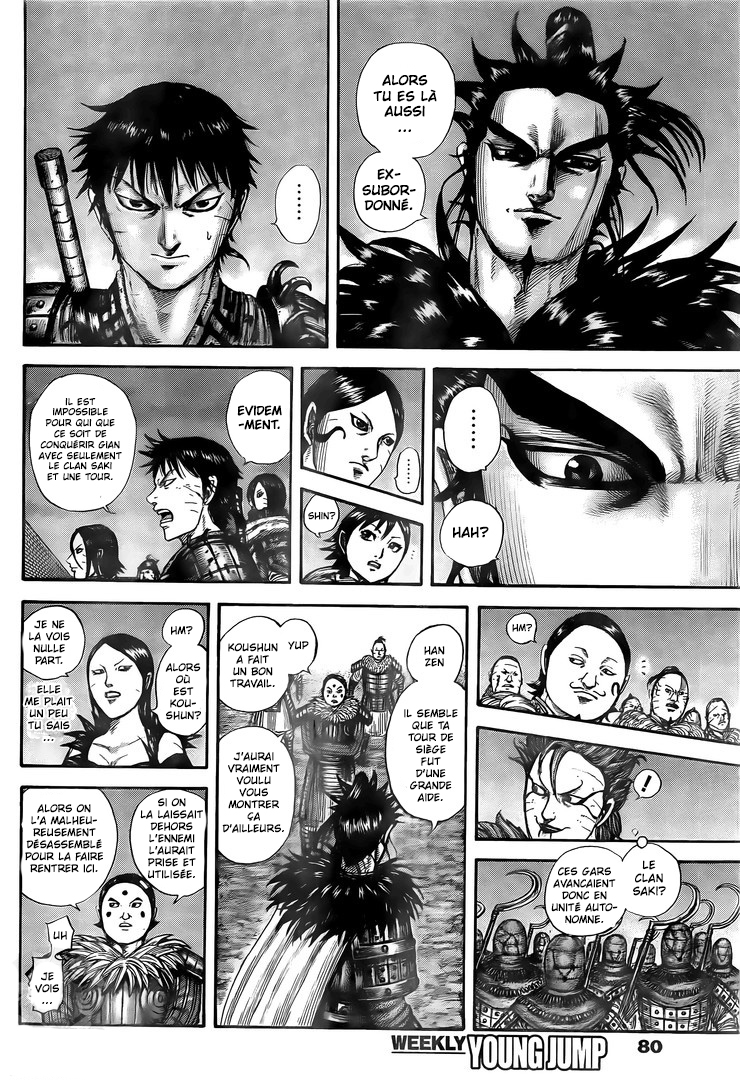 ALORS
TU ES LÀ
AUSSI
...
EX-
SUBOR-
DONNÉ.
....
....
HAH?
....
SHIN?
EVIDEM-
-MENT.
IL EST
IMPOSSIBLE
POUR QUI QUE
CE SOIT DE
CONQUÉRIR GIAN
AVEC SEULEMENT
LE CLAN SAKI
ET UNE TOUR.
HM?
!
LE
CLAN
SAKI?
CES GARS
AVANCAIENT
DONC EN
UNITÉ AUTO-
NOMNE.
HAN
ZEN
IL SEMBLE
QUE TA
TOUR DE
SIÈGE
FUT
D'UNE
GRANDE
AIDE.
YUP
KOUSHUN
A FAIT
UN BON
TRAVAIL.
J'AURAI
VRAIMENT
VOULU
VOUS
MONTRER
ÇA
D'AILLEURS.
HM?
ALORS
OÙ EST
KOU-
SHUN?
JE NE
LA VOIS
NULLE
PART.
ELLE
ME PLAIT
UN PEU
TU SAIS
...
SI ON
LA LAISSAIT
DEHORS
L'ENNEMI
L'AURAIT
PRISE ET
UTILISÉE.
ALORS ON
L'A MALHEU-
REUSEMENT
DÉSASSEMBLÉ
POUR LA FAIRE
RENTRER ICI.
UH
JE
VOIS
...
WEEKLY YOUNG JUMP 80